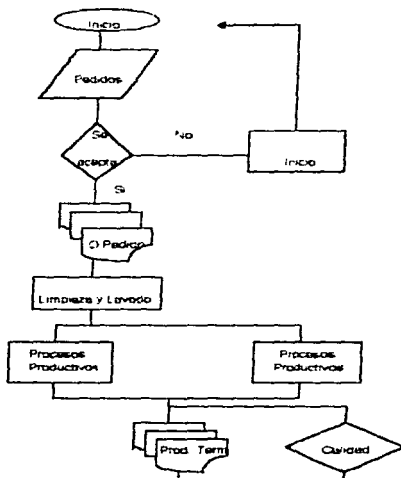 Inicio
Pedidos
Se
acepta
No
Inicio
Si
O Pedido
Limpieza y Lavado
Procesos
Productivos
Procesos
Productivos
Prod. Term
Calidad